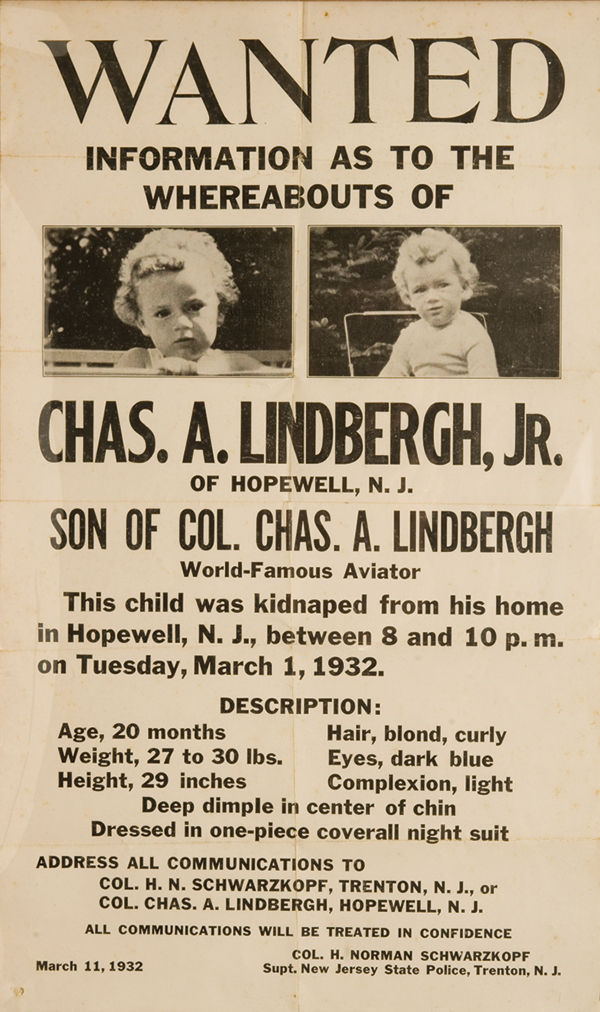 WANTED
INFORMATION AS TO THE
WHEREABOUTS OF
CHAS. A. LINDBERGH, JR.
OF HOPEWELL, N. J.
SON OF COL. CHAS. A. LINDBERGH
World-Famous Aviator
This child was kidnaped from his home
in Hopewell, N. J., between 8 and 10 p. m.
on Tuesday, March 1, 1932.
DESCRIPTION:
Age, 20 months Hair, blond, curly
Weight, 27 to 30 lbs. Eyes, dark blue
Height, 29 inches Complexion, light
Deep dimple in center of chin
Dressed in one-piece coverall night suit
ADDRESS ALL COMMUNICATIONS TO
COL. H. N. SCHWARZKOPF, TRENTON, N. J., or
COL. CHAS. A. LINDBERGH, HOPEWELL, N. J.
ALL COMMUNICATIONS WILL BE TREATED IN CONFIDENCE
COL. H. NORMAN SCHWARZKOPF
March 11, 1932 Supt. New Jersey State Police, Trenton, N. J.